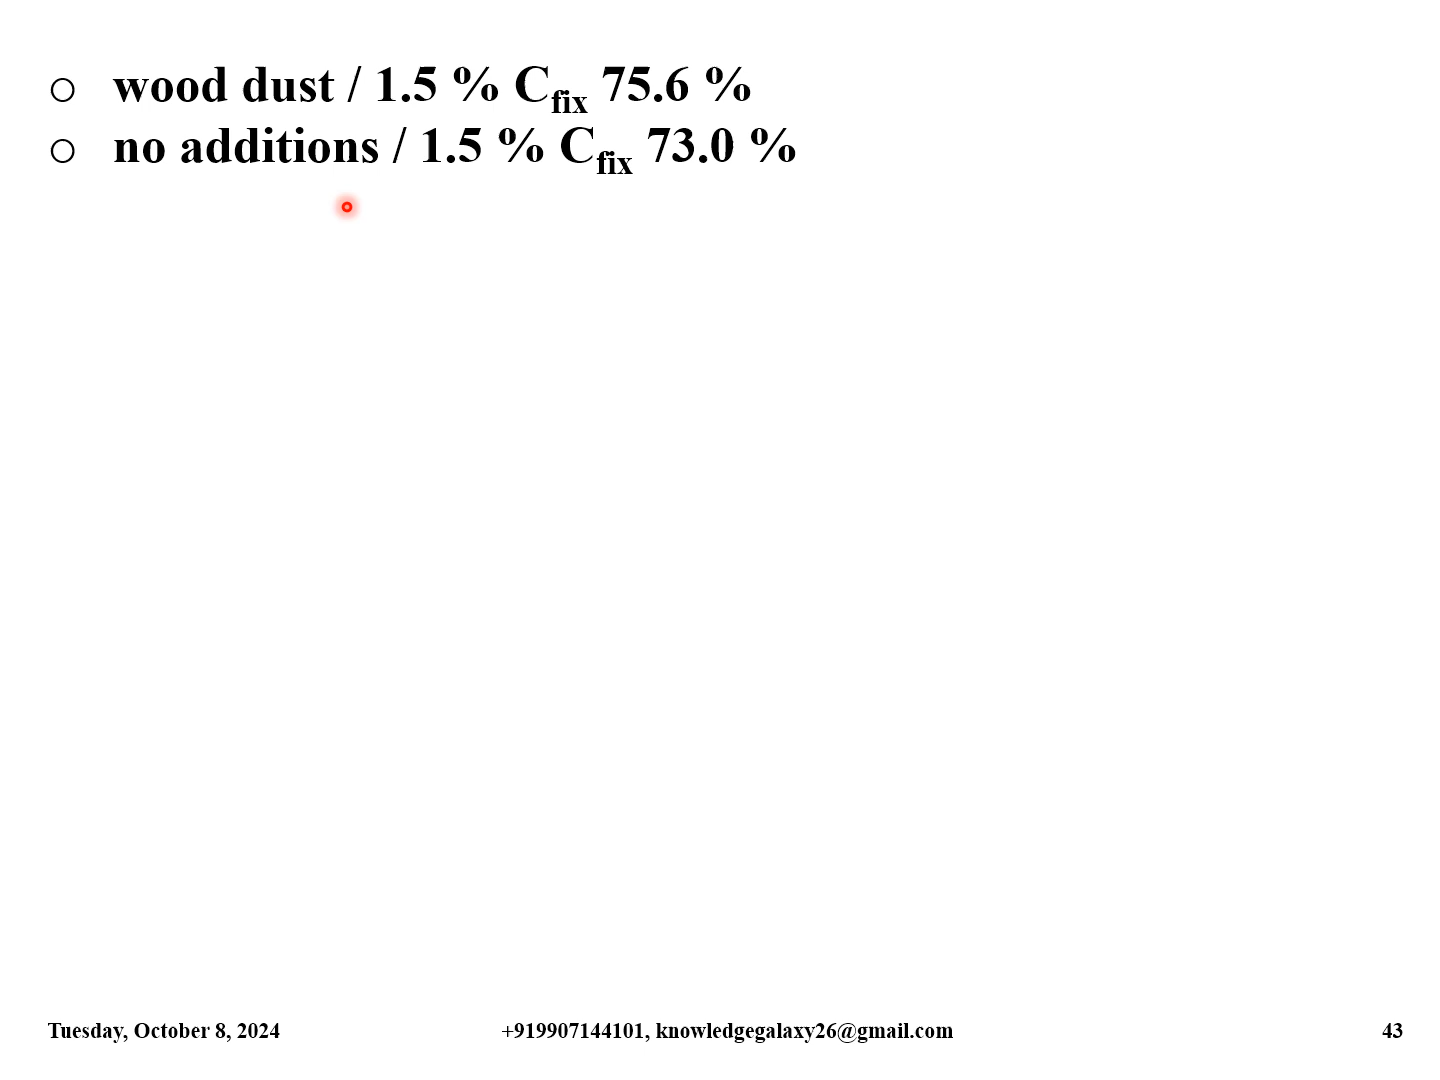 ○ wood dust / 1.5 % Cfix 75.6 %
○ no additions / 1.5 % Cfix 73.0 %
Tuesday, October 8, 2024 +919907144101, knowledgegalaxy26@gmail.com 43